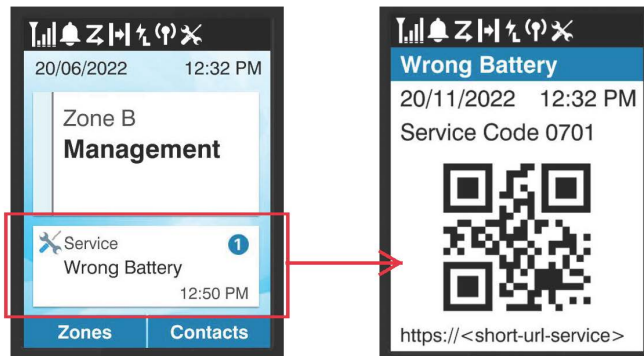 20/06/2022 12:32 PM
Zone B
Management
Service 1
Wrong Battery
12:50 PM
Zones Contacts
Wrong Battery
20/11/2022 12:32 PM
Service Code 0701
https://<short-url-service>